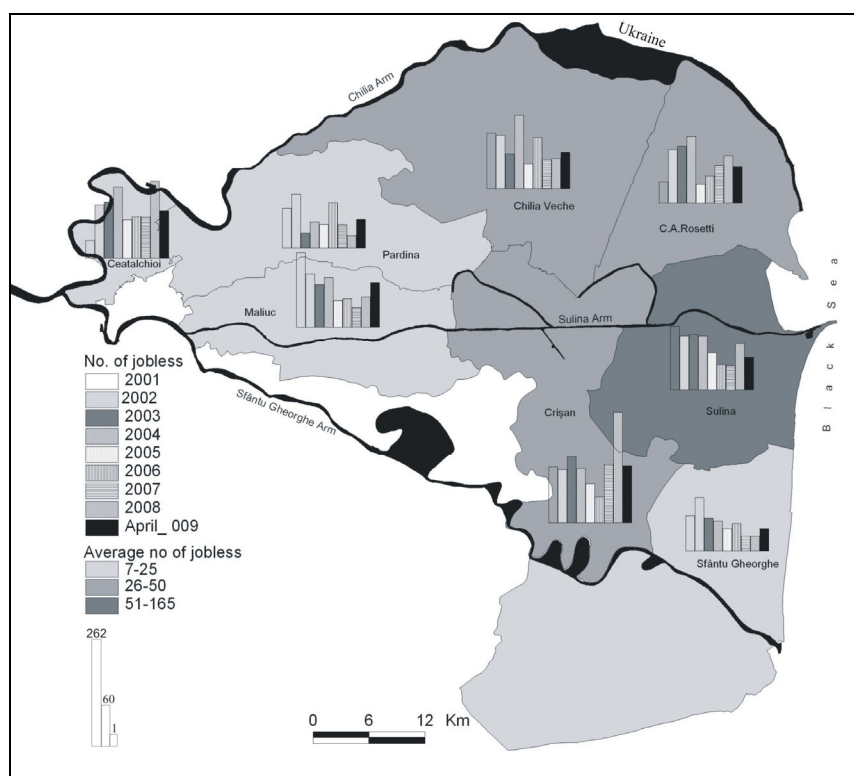 Ukraine
Chilia Arm
Chilia Veche
C.A.Rosetti
Ceatalchioi
Pardina
Maliuc
Sulina Arm
Black Sea
Sfântu Gheorghe Arm
Crişan
Sulina
Sfântu Gheorghe
No. of jobless
2001
2002
2003
2004
2005
2006
2007
2008
April_ 009
Average no of jobless
7-25
26-50
51-165
262
60
1
0 6 12 Km